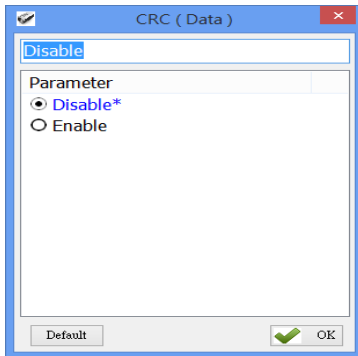 CRC ( Data )
Disable
Parameter
Disable*
Enable
Default
OK